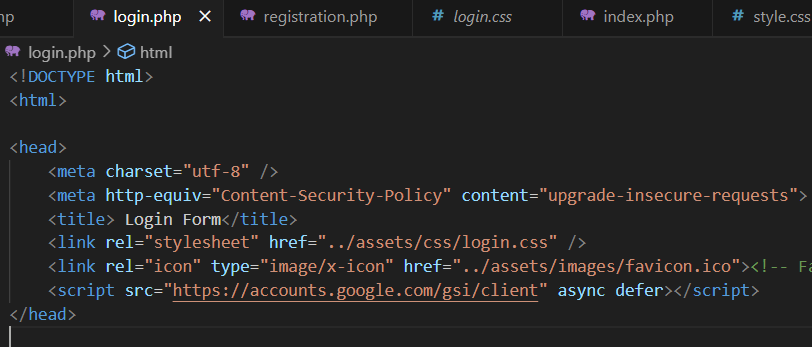 hp login.php × registration.php # login.css index.php # style.css
login.php > html
<!DOCTYPE html>
<html>
<head>
<meta charset="utf-8" />
<meta http-equiv="Content-Security-Policy" content="upgrade-insecure-requests">
<title> Login Form</title>
<link rel="stylesheet" href="../assets/css/login.css" />
<link rel="icon" type="image/x-icon" href="../assets/images/favicon.ico"><!-- Fa
<script src="https://accounts.google.com/gsi/client" async defer></script>
</head>